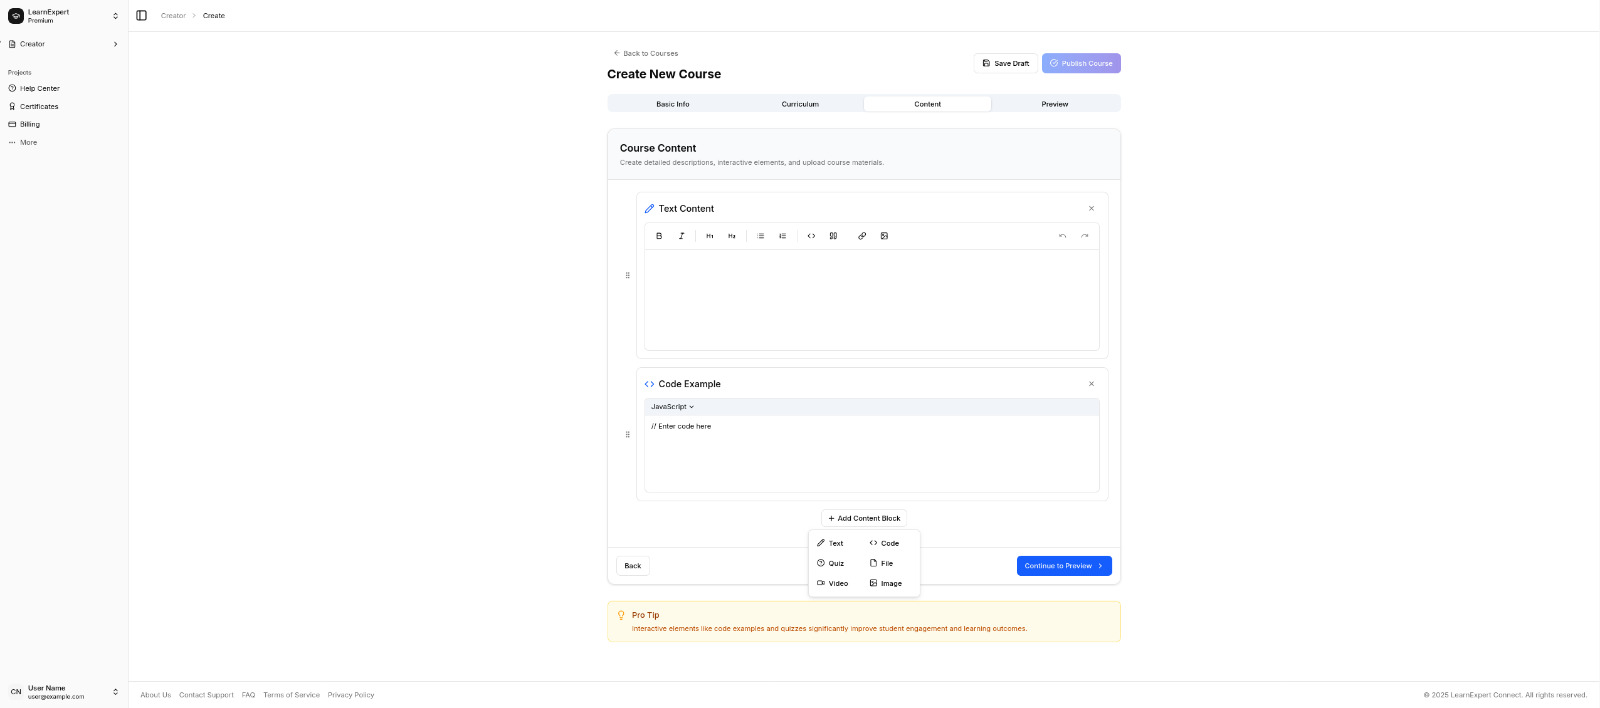 LearnExpert
Premium
Creator
Projects
Help Center
Certificates
Billing
More
CN
User Name
user@example.com
Creator > Create
Back to Courses
Create New Course
Save Draft
Publish Course
Basic Info
Curriculum
Content
Preview
Course Content
Create detailed descriptions, interactive elements, and upload course materials.
Text Content
B I H1 H2
Code Example
JavaScript
// Enter code here
+ Add Content Block
Text
Code
Quiz
File
Video
Image
Back
Continue to Preview
Pro Tip
Interactive elements like code examples and quizzes significantly improve student engagement and learning outcomes.
About Us
Contact Support
FAQ
Terms of Service
Privacy Policy
© 2025 LearnExpert Connect. All rights reserved.